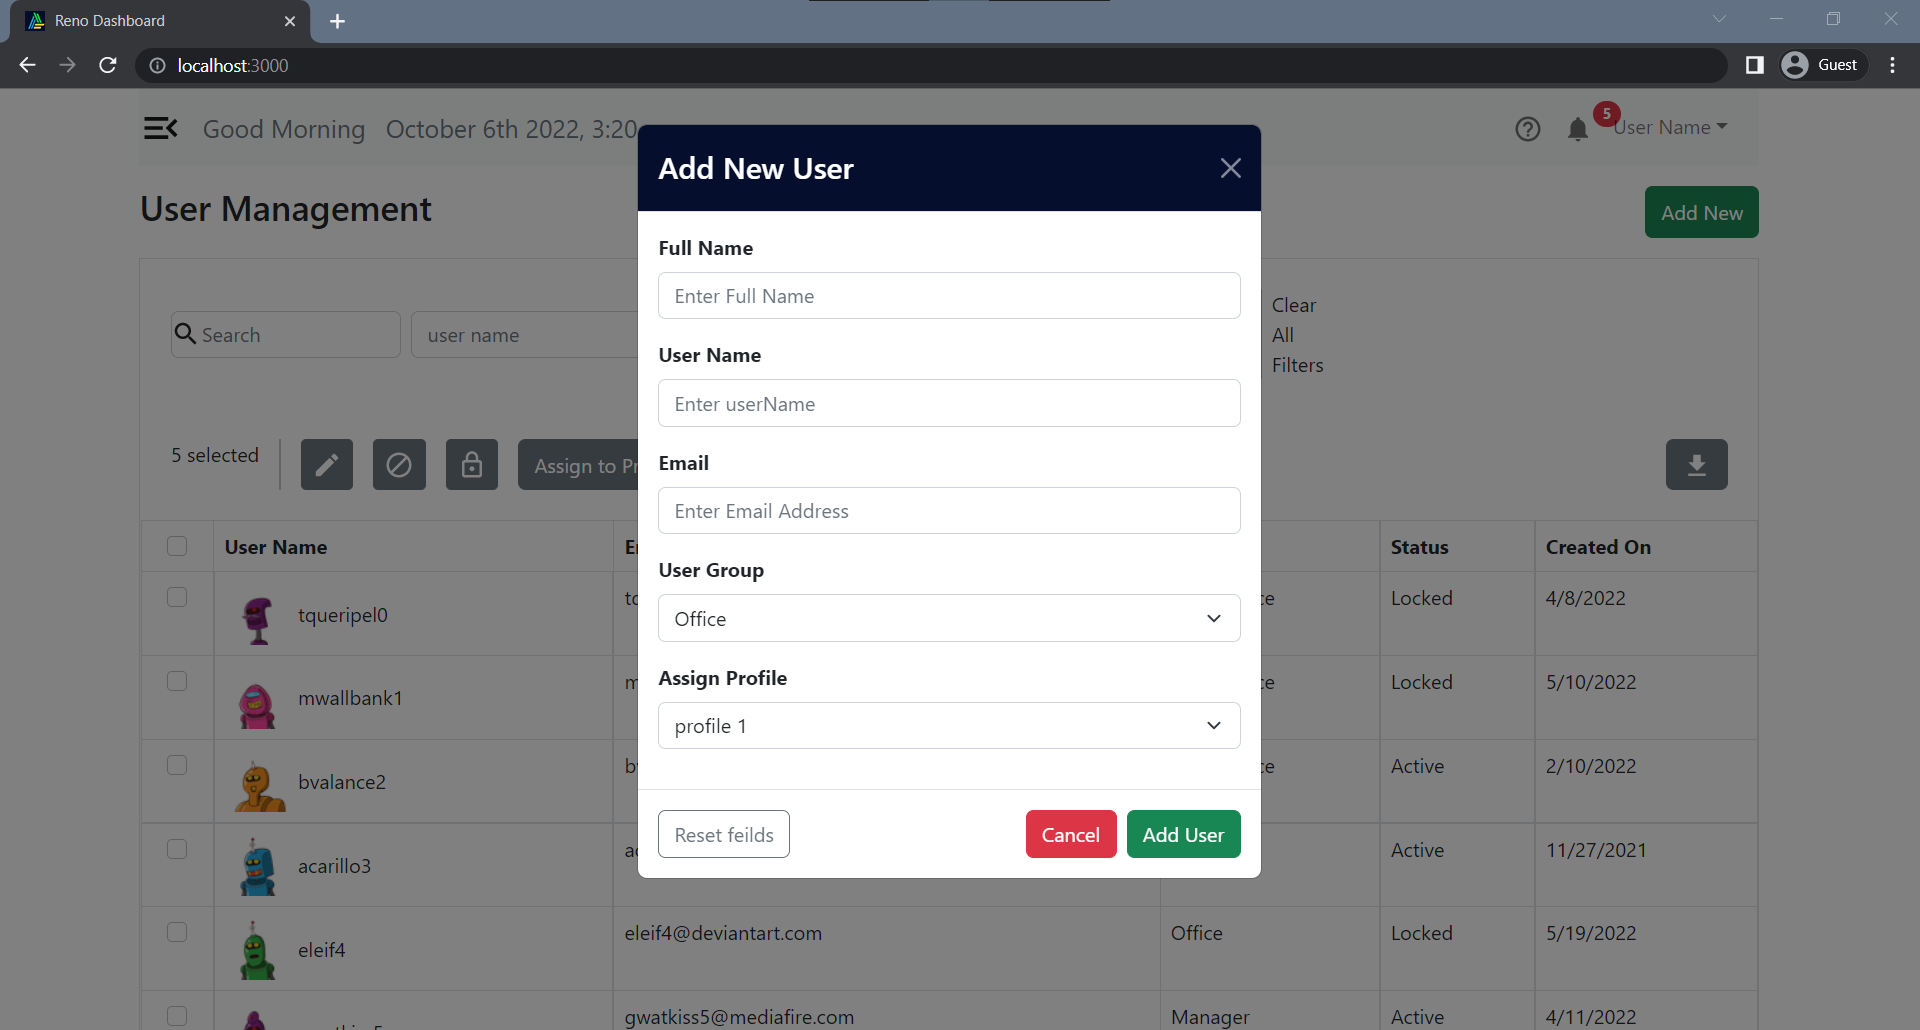 Reno Dashboard
localhost:3000
Guest
Good Morning October 6th 2022, 3:20
5
User Name
Add New User
User Management
Add New
Full Name
Enter Full Name
Search
user name
Clear
All
Filters
User Name
Enter userName
Email
Enter Email Address
5 selected
Assign to Pr
User Group
Office
Assign Profile
profile 1
Reset feilds
Cancel
Add User
User Name
Status
Created On
tqueripel0
Locked
4/8/2022
mwallbank1
Locked
5/10/2022
bvalance2
Active
2/10/2022
acarillo3
Active
11/27/2021
eleif4
eleif4@deviantart.com
Office
Locked
5/19/2022
gwatkiss5@mediafire.com
Manager
Active
4/11/2022